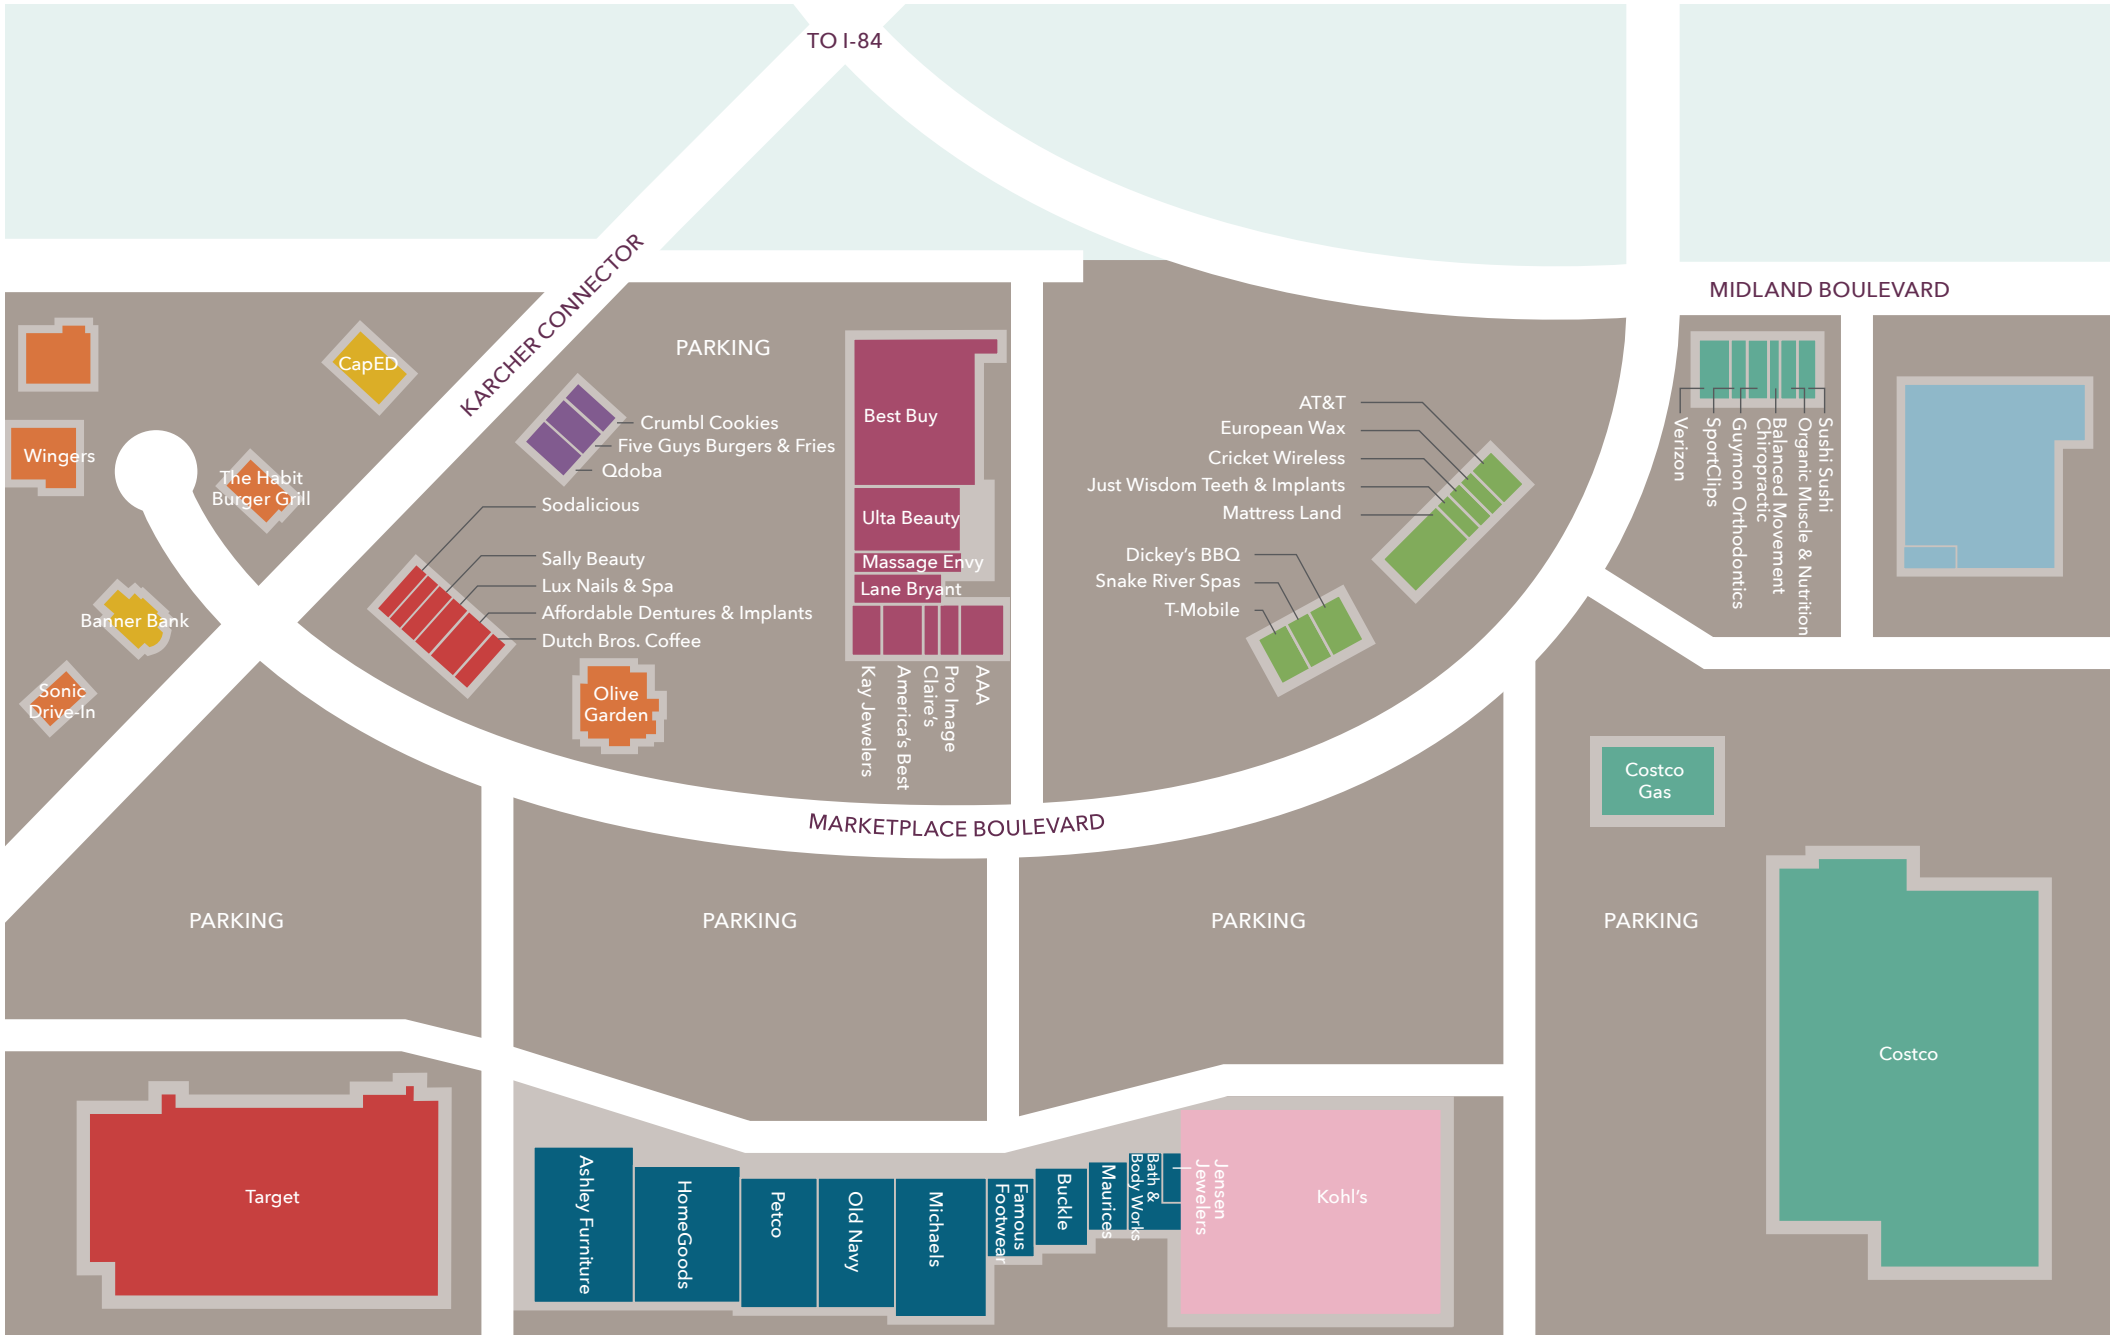 TO I-84
KARCHER CONNECTOR
MIDLAND BOULEVARD
PARKING
CapED
Wingers
The Habit
Burger Grill
Banner Bank
Sonic
Drive-In
Crumbl Cookies
Five Guys Burgers & Fries
Qdoba
Sodalicious
Sally Beauty
Lux Nails & Spa
Affordable Dentures & Implants
Dutch Bros. Coffee
Olive
Garden
Best Buy
Ulta Beauty
Massage Envy
Lane Bryant
Kay Jewelers
America's Best
Claire's
Pro Image
AAA
AT&T
European Wax
Cricket Wireless
Just Wisdom Teeth & Implants
Mattress Land
Dickey's BBQ
Snake River Spas
T-Mobile
Verizon
SportClips
Guymon Orthodontics
Chiropractic
Balanced Movement
Organic Muscle & Nutrition
Sushi Sushi
MARKETPLACE BOULEVARD
Costco
Gas
PARKING
PARKING
PARKING
PARKING
Costco
Target
Ashley Furniture
HomeGoods
Petco
Old Navy
Michaels
Famous
Footwear
Buckle
Maurices
Bath &
Body Works
Jensen
Jewelers
Kohl's